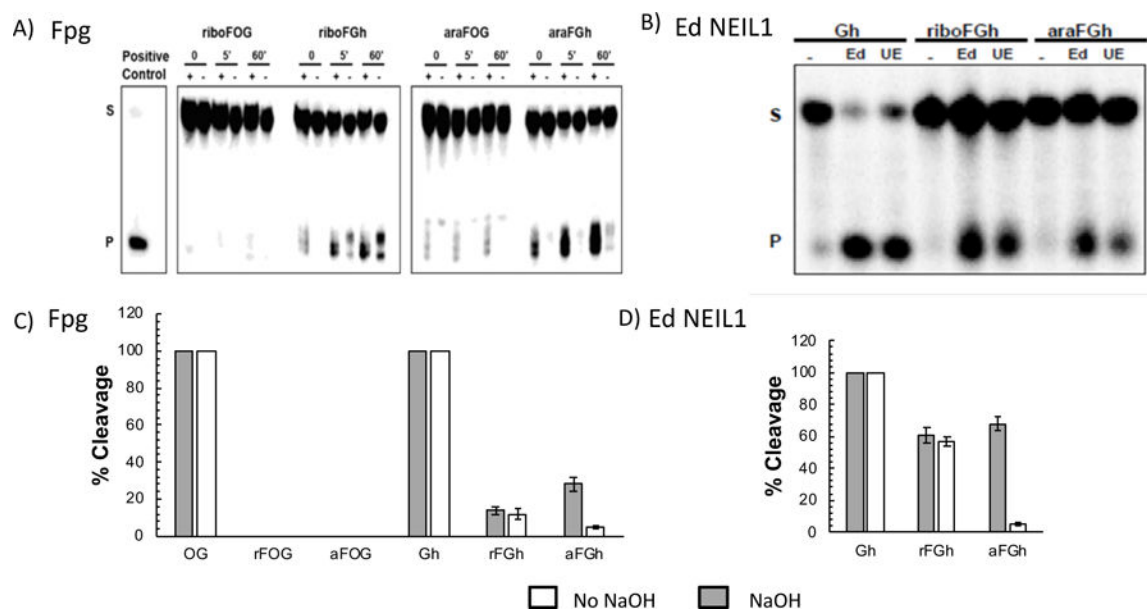 A) Fpg
riboFOG riboFGh araFOG araFGh
Positive 0 5' 60' 0 5' 60' 0 5' 60' 0 5' 60'
Control + - + - + - + - + - + - + - + - + - + - + - + -
S
P
B) Ed NEIL1
Gh riboFGh araFGh
- Ed UE - Ed UE - Ed UE
S
P
C) Fpg
% Cleavage
120
100
80
60
40
20
0
OG rFOG aFOG Gh rFGh aFGh
D) Ed NEIL1
% Cleavage
120
100
80
60
40
20
0
Gh rFGh aFGh
No NaOH NaOH